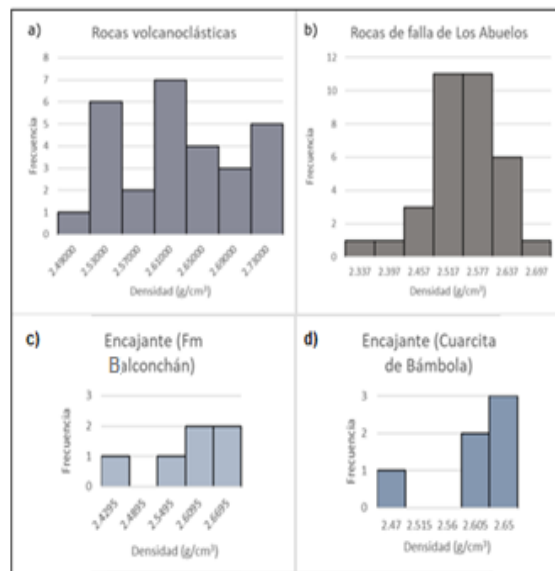 a)
Rocas volcanoclásticas
Frecuencia
8
7
6
5
4
3
2
1
0
2.49000
2.53000
2.57000
2.61000
2.65000
2.69000
2.73000
Densidad (g/cm³)
b)
Rocas de falla de Los Abuelos
Frecuencia
12
10
8
6
4
2
0
2.337
2.397
2.457
2.517
2.577
2.637
2.697
Densidad (g/cm³)
c)
Encajante (Fm
Balconchán)
Frecuencia
3
2
1
0
2.4295
2.4895
2.5495
2.6095
2.6695
Densidad (g/cm³)
d)
Encajante (Cuarcita
de Bámbola)
Frecuencia
3
2
1
0
2.47
2.515
2.56
2.605
2.65
Densidad (g/cm³)